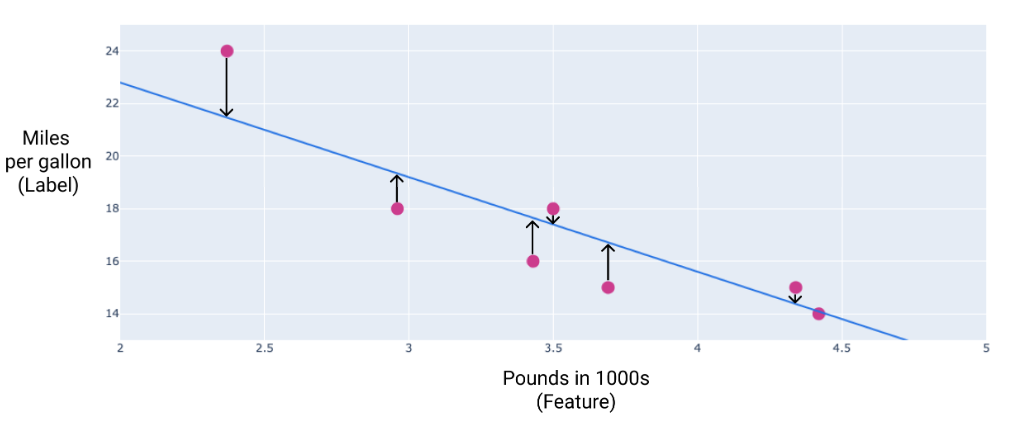 24
22
Miles
per gallon
(Label)
20
18
16
14
2 2.5 3 3.5 4 4.5 5
Pounds in 1000s
(Feature)